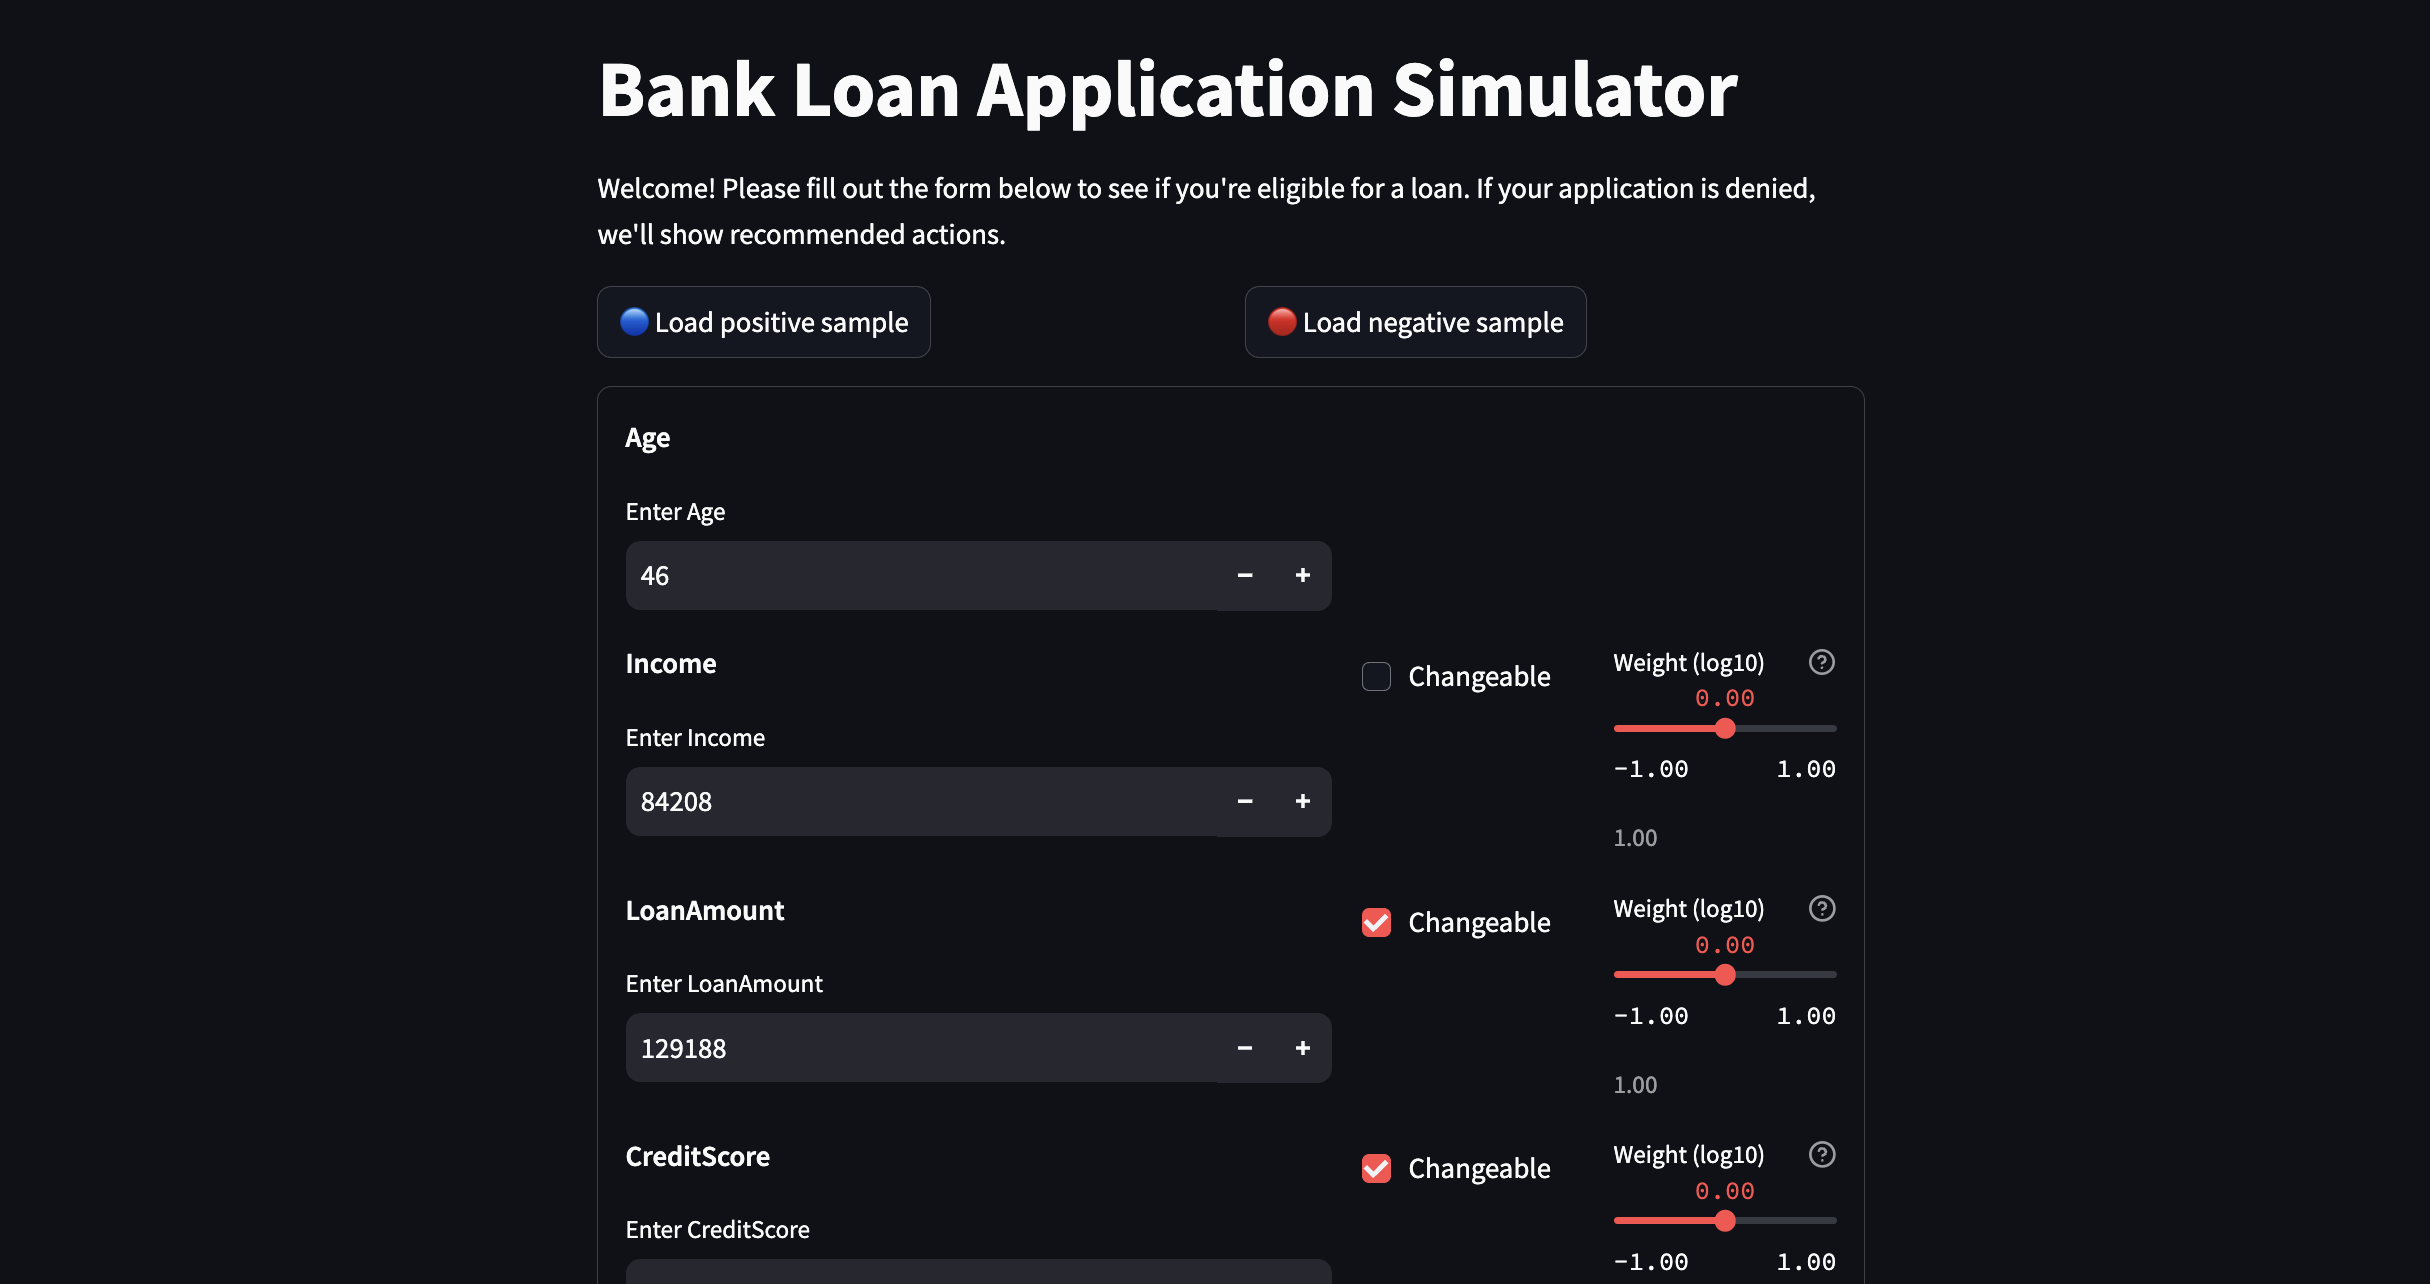 Bank Loan Application Simulator
Welcome! Please fill out the form below to see if you're eligible for a loan. If your application is denied,
we'll show recommended actions.
Load positive sample
Load negative sample
Age
Enter Age
46
− +
Income
Changeable
Weight (log10) ?
0.00
Enter Income
-1.00 1.00
84208
− +
1.00
LoanAmount
Changeable
Weight (log10) ?
0.00
Enter LoanAmount
-1.00 1.00
129188
− +
1.00
CreditScore
Changeable
Weight (log10) ?
0.00
Enter CreditScore
-1.00 1.00